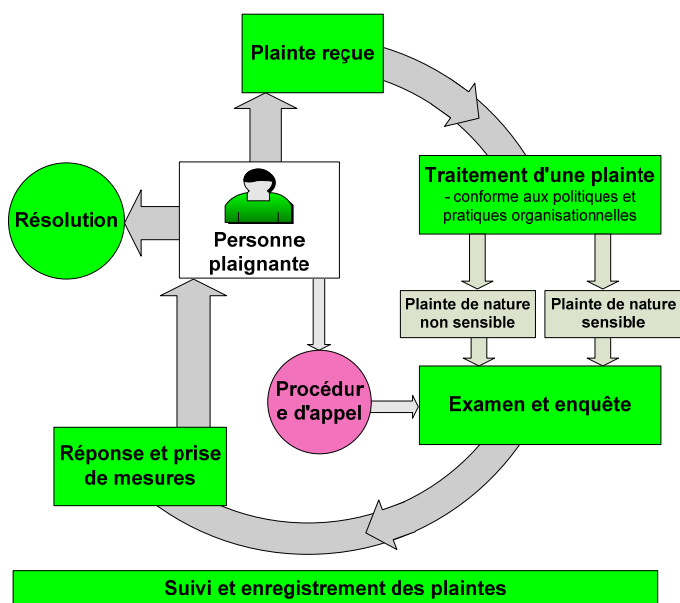 Plainte reçue
Traitement d'une plainte
- conforme aux politiques et
pratiques organisationnelles
Résolution
Personne
plaignante
Plainte de nature
non sensible
Plainte de nature
sensible
Procédur
e d'appel
Examen et enquête
Réponse et prise
de mesures
Suivi et enregistrement des plaintes